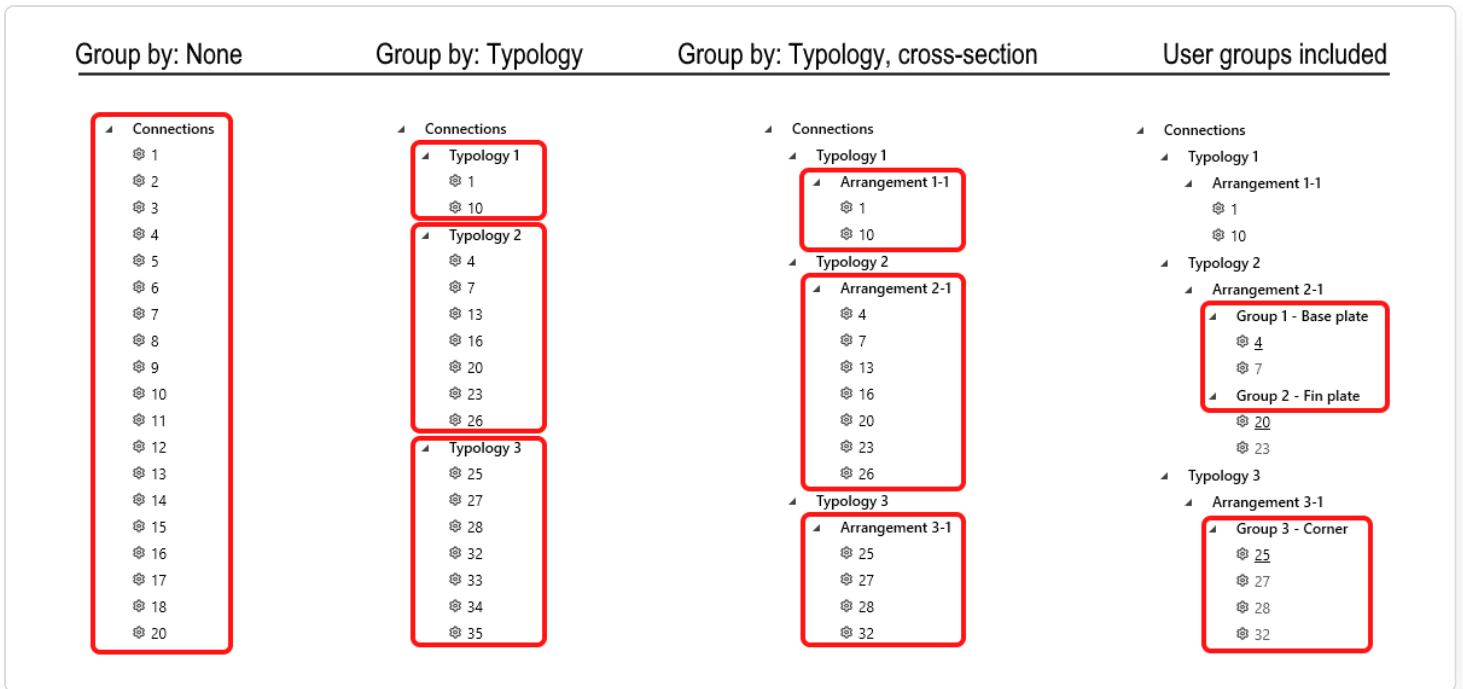 Group by: None
Connections
1
2
3
4
5
6
7
8
9
10
11
12
13
14
15
16
17
18
20
Group by: Typology
Connections
Typology 1
1
10
Typology 2
4
7
13
16
20
23
26
Typology 3
25
27
28
32
33
34
35
Group by: Typology, cross-section
Connections
Typology 1
Arrangement 1-1
1
10
Typology 2
Arrangement 2-1
4
7
13
16
20
23
26
Typology 3
Arrangement 3-1
25
27
28
32
User groups included
Connections
Typology 1
Arrangement 1-1
1
10
Typology 2
Arrangement 2-1
Group 1 - Base plate
4
7
Group 2 - Fin plate
20
23
Typology 3
Arrangement 3-1
Group 3 - Corner
25
27
28
32